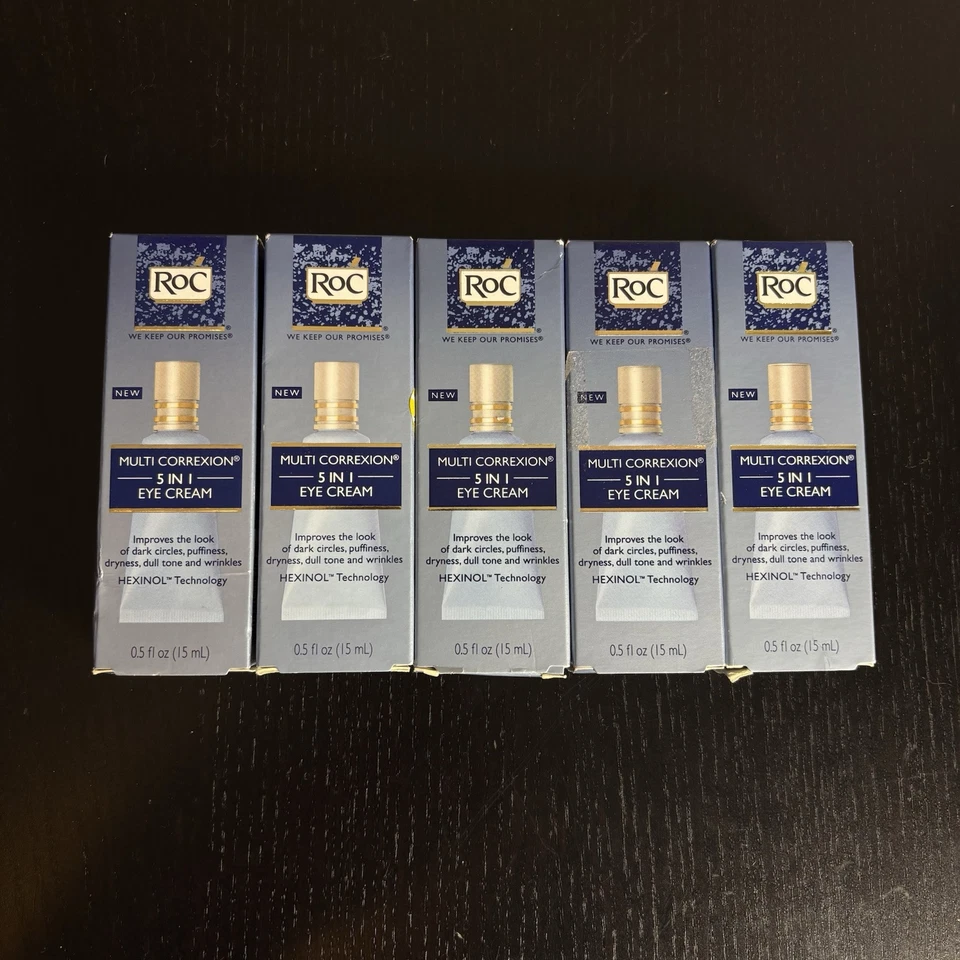 RoC
WE KEEP OUR PROMISES®
NEW
MULTI CORREXION®
5 IN 1
EYE CREAM
Improves the look
of dark circles, puffiness,
dryness, dull tone and wrinkles
HEXINOL™ Technology
0.5 fl oz (15 mL)
RoC
WE KEEP OUR PROMISES®
NEW
MULTI CORREXION®
5 IN 1
EYE CREAM
Improves the look
of dark circles, puffiness,
dryness, dull tone and wrinkles
HEXINOL™ Technology
0.5 fl oz (15 mL)
RoC
WE KEEP OUR PROMISES®
NEW
MULTI CORREXION®
5 IN 1
EYE CREAM
Improves the look
of dark circles, puffiness,
dryness, dull tone and wrinkles
HEXINOL™ Technology
0.5 fl oz (15 mL)
RoC
WE KEEP OUR PROMISES®
NEW
MULTI CORREXION®
5 IN 1
EYE CREAM
Improves the look
of dark circles, puffiness,
dryness, dull tone and wrinkles
HEXINOL™ Technology
0.5 fl oz (15 mL)
RoC
WE KEEP OUR PROMISES®
NEW
MULTI CORREXION®
5 IN 1
EYE CREAM
Improves the look
of dark circles, puffiness,
dryness, dull tone and wrinkles
HEXINOL™ Technology
0.5 fl oz (15 mL)